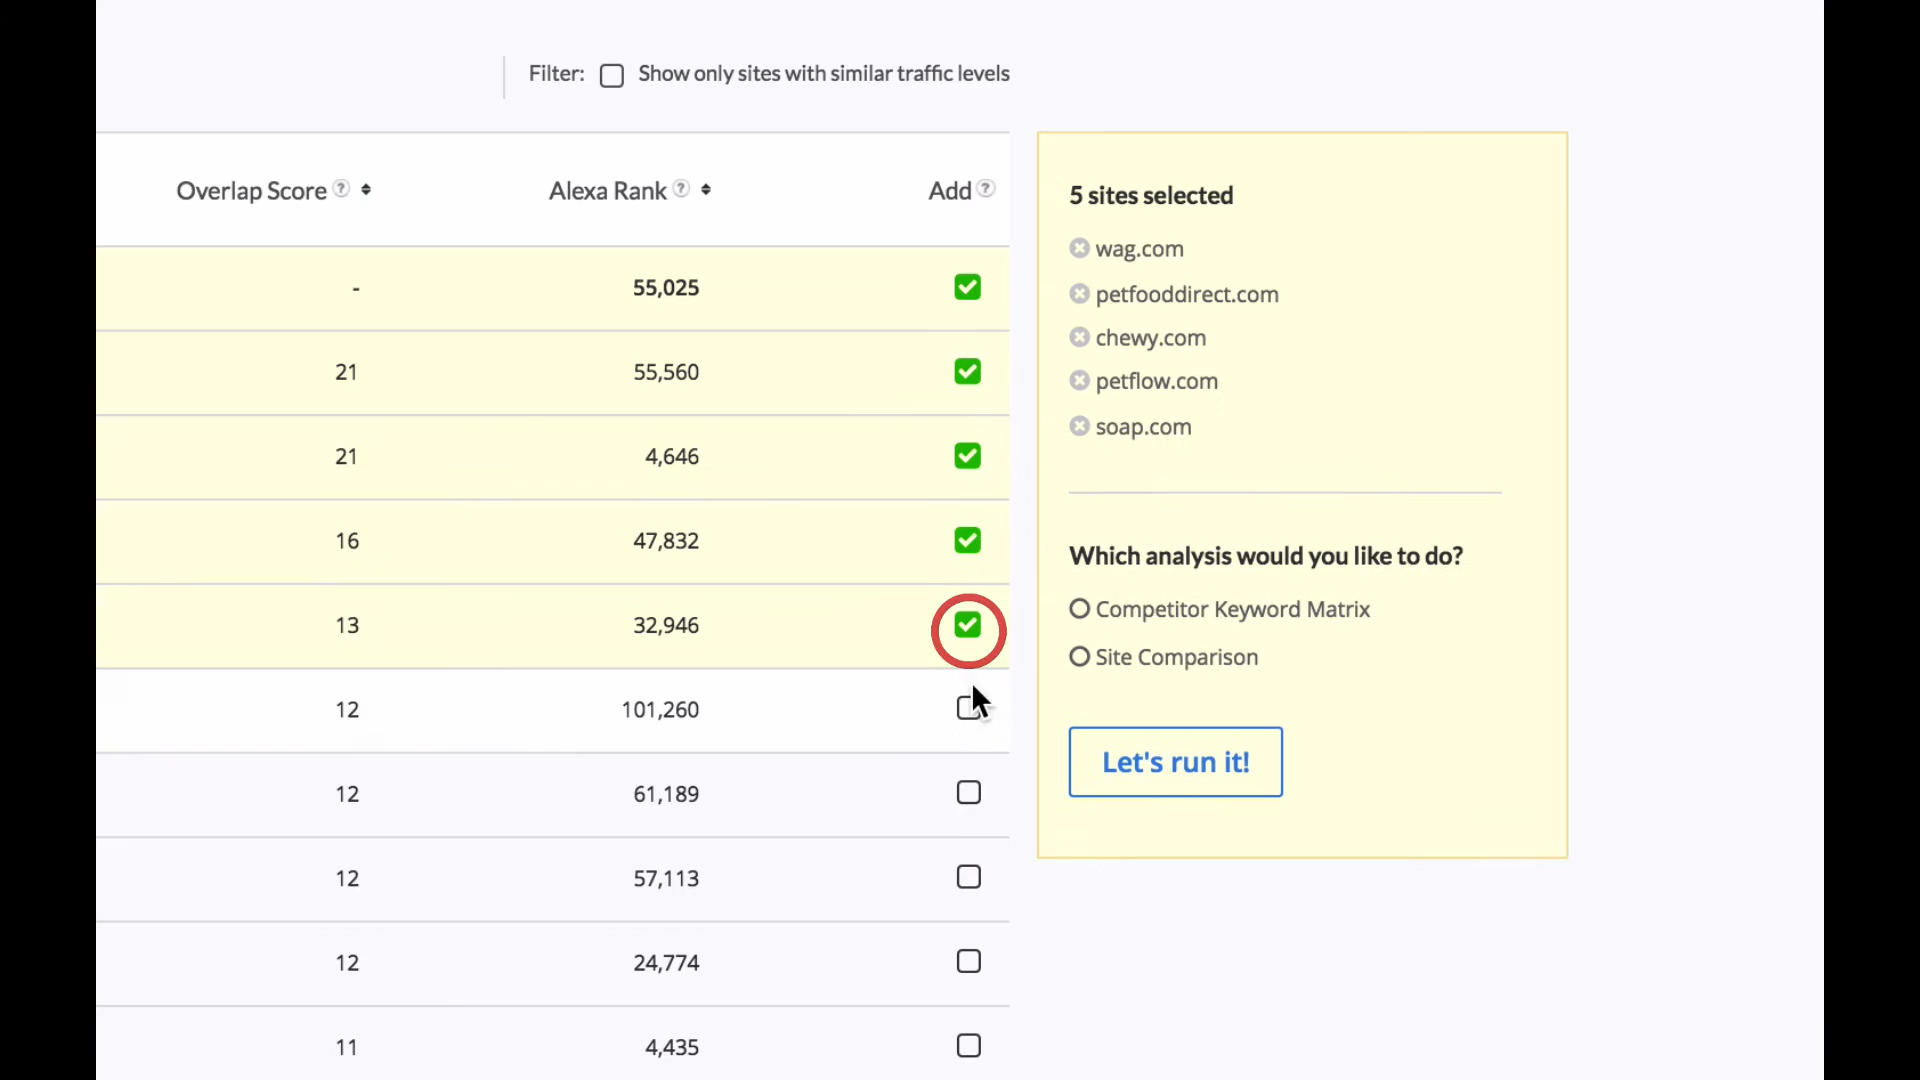 Filter: Show only sites with similar traffic levels
Overlap Score ? Alexa Rank ? Add ?
- 55,025
21 55,560
21 4,646
16 47,832
13 32,946
12 101,260
12 61,189
12 57,113
12 24,774
11 4,435
5 sites selected
wag.com
petfooddirect.com
chewy.com
petflow.com
soap.com
Which analysis would you like to do?
Competitor Keyword Matrix
Site Comparison
Let's run it!